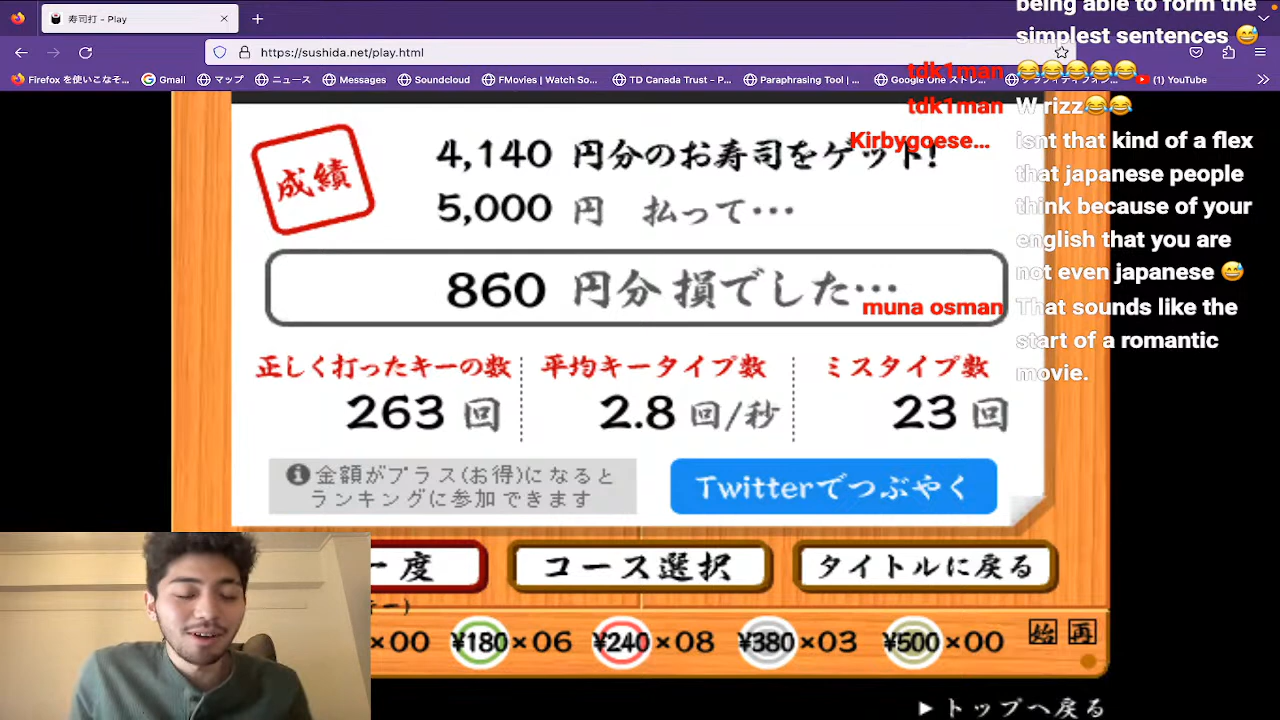 寿司打 - Play
https://sushida.net/play.html
Firefox を使いこなそ…
Gmail
マップ
ニュース
Messages
Soundcloud
FMovies | Watch So…
TD Canada Trust - P…
Paraphrasing Tool |…
Google One ストレ…
(1) YouTube
being able to form the
simplest sentences 😅
tdk1man 😂😂😂😂😂
tdk1man W rizz😂😂
Kirbygoese… isnt that kind of a flex
that japanese people
think because of your
english that you are
not even japanese 😅
muna osman That sounds like the
start of a romantic
movie.
成績
4,140 円分のお寿司をゲット!
5,000 円 払って…
860 円分 損でした…
正しく打ったキーの数 平均キータイプ数 ミスタイプ数
263 回 2.8 回/秒 23 回
金額がプラス(お得)になると
ランキングに参加できます
Twitterでつぶやく
一度 コース選択 タイトルに戻る
×00 ¥180×06 ¥240×08 ¥380×03 ¥500×00 始 再
▶トップへ戻る